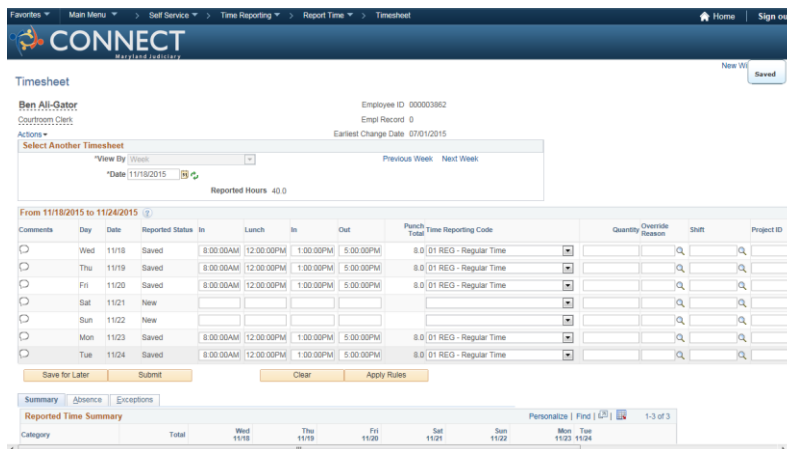 Favorites Main Menu > Self Service > Time Reporting > Report Time > Timesheet Home Sign ou
CONNECT
Maryland Judiciary
New Wi
Saved
Timesheet
Ben Ali-Gator Employee ID 000003862
Courtroom Clerk Empl Record 0
Actions Earliest Change Date 07/01/2015
Select Another Timesheet
*View By Week Previous Week Next Week
*Date 11/18/2015
Reported Hours 40.0
From 11/18/2015 to 11/24/2015
Comments Day Date Reported Status In Lunch In Out Punch Total Time Reporting Code Quantity Override Reason Shift Project ID
Wed 11/18 Saved 8:00:00AM 12:00:00PM 1:00:00PM 5:00:00PM 8.0 01 REG - Regular Time
Thu 11/19 Saved 8:00:00AM 12:00:00PM 1:00:00PM 5:00:00PM 8.0 01 REG - Regular Time
Fri 11/20 Saved 8:00:00AM 12:00:00PM 1:00:00PM 5:00:00PM 8.0 01 REG - Regular Time
Sat 11/21 New
Sun 11/22 New
Mon 11/23 Saved 8:00:00AM 12:00:00PM 1:00:00PM 5:00:00PM 8.0 01 REG - Regular Time
Tue 11/24 Saved 8:00:00AM 12:00:00PM 1:00:00PM 5:00:00PM 8.0 01 REG - Regular Time
Save for Later Submit Clear Apply Rules
Summary Absence Exceptions
Reported Time Summary Personalize | Find | | 1-3 of 3
Category Total Wed 11/18 Thu 11/19 Fri 11/20 Sat 11/21 Sun 11/22 Mon 11/23 Tue 11/24